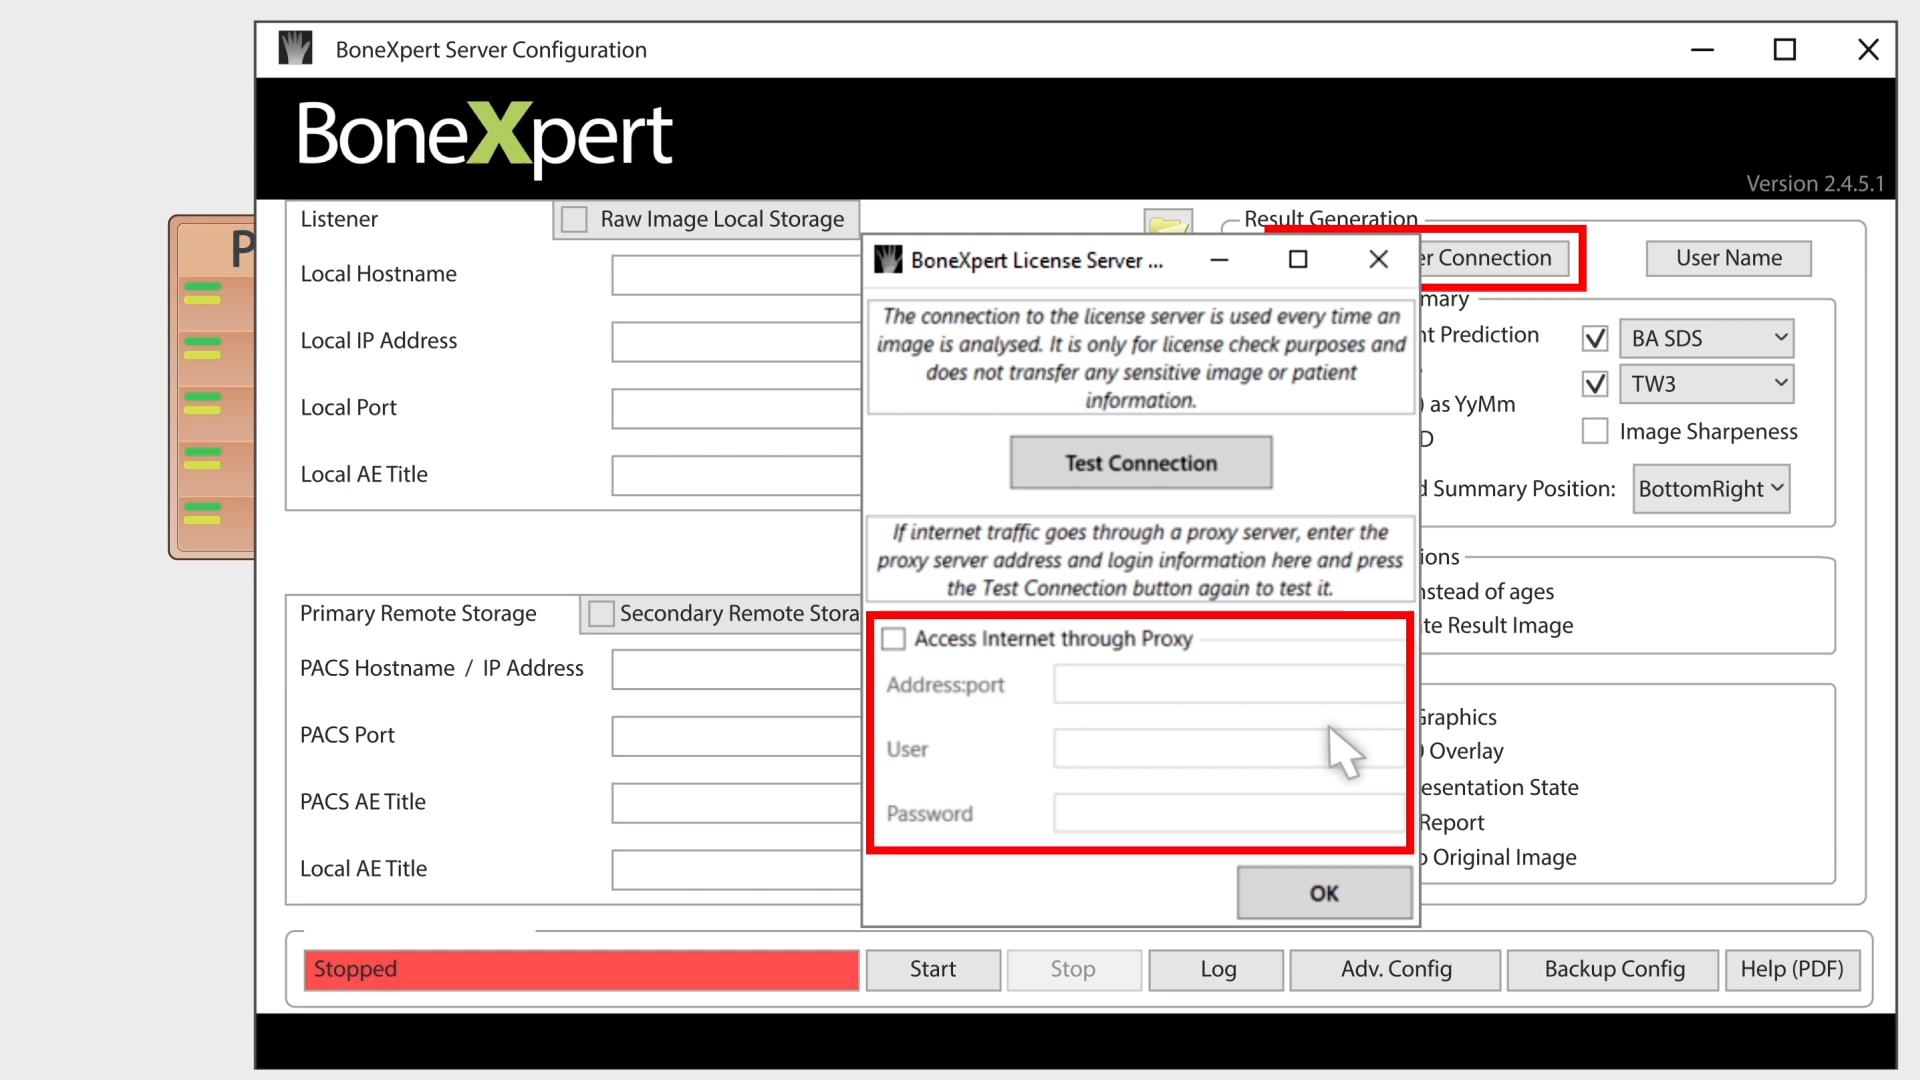 BoneXpert Server Configuration
BoneXpert
Version 2.4.5.1
P
Listener
Raw Image Local Storage
Local Hostname
Local IP Address
Local Port
Local AE Title
Primary Remote Storage
Secondary Remote Stora
PACS Hostname / IP Address
PACS Port
PACS AE Title
Local AE Title
BoneXpert License Server ...
The connection to the license server is used every time an
image is analysed. It is only for license check purposes and
does not transfer any sensitive image or patient
information.
Test Connection
If internet traffic goes through a proxy server, enter the
proxy server address and login information here and press
the Test Connection button again to test it.
Access Internet through Proxy
Address:port
User
Password
OK
Result Generation
er Connection
User Name
mary
nt Prediction
BA SDS
TW3
) as YyMm
D
Image Sharpeness
d Summary Position:
BottomRight
ions
nstead of ages
te Result Image
Graphics
Overlay
esentation State
Report
o Original Image
Stopped
Start
Stop
Log
Adv. Config
Backup Config
Help (PDF)